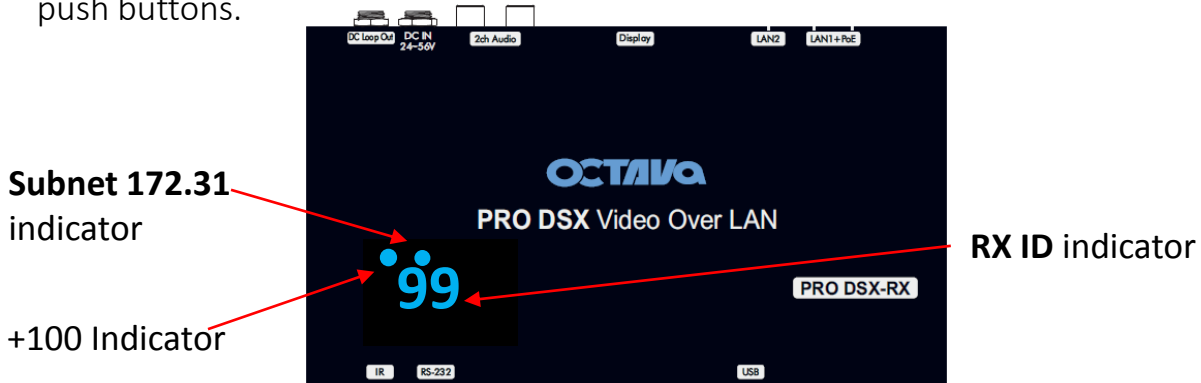 push buttons.
DC Loop Out
DC IN
24~56V
2ch Audio
Display
LAN2
LAN1+PoE
OCTAVA
Subnet 172.31
indicator
PRO DSX Video Over LAN
RX ID indicator
99
PRO DSX-RX
+100 Indicator
IR
RS-232
USB